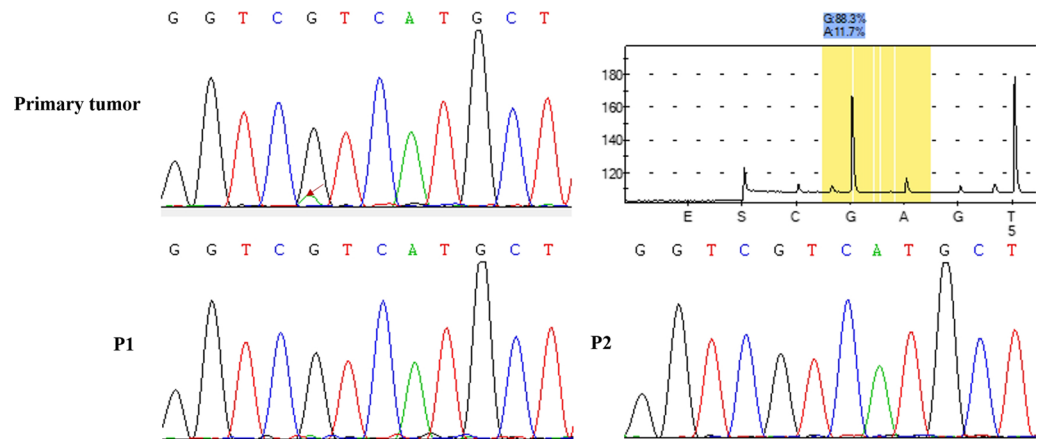 G G T C G T C A T G C T
Primary tumor
G:88.3%
A:11.7%
180
160
140
120
E S C G A G T
5
G G T C G T C A T G C T
P1
G G T C G T C A T G C T
P2